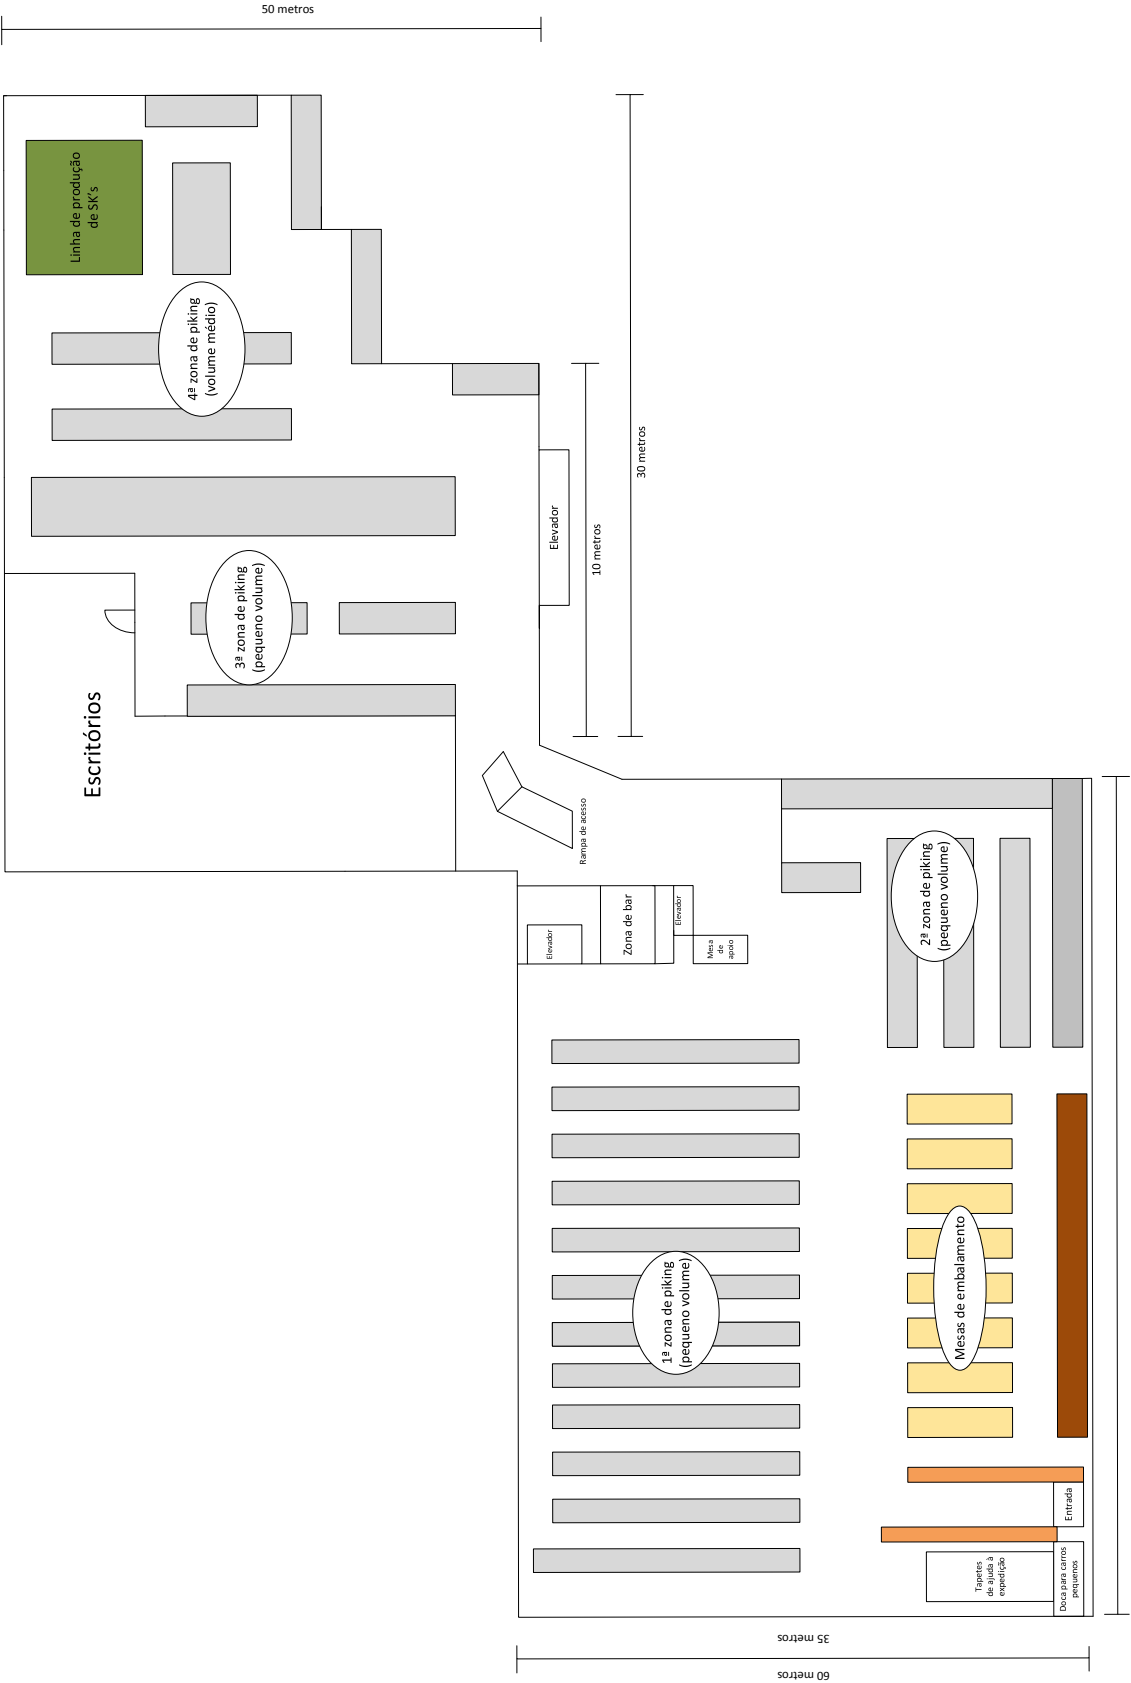 50 metros
Linha de produção
de SK's
4ª zona de piking
(volume médio)
30 metros
Elevador
10 metros
3ª zona de piking
(pequeno volume)
Escritórios
Rampa de acesso
Elevador
Zona de bar
Elevador
Mesa
de
apoio
2ª zona de piking
(pequeno volume)
1ª zona de piking
(pequeno volume)
Mesas de embalamento
Entrada
Tapetes
de ajuda à
expedição
Doca para carros
pequenos
35 metros
60 metros